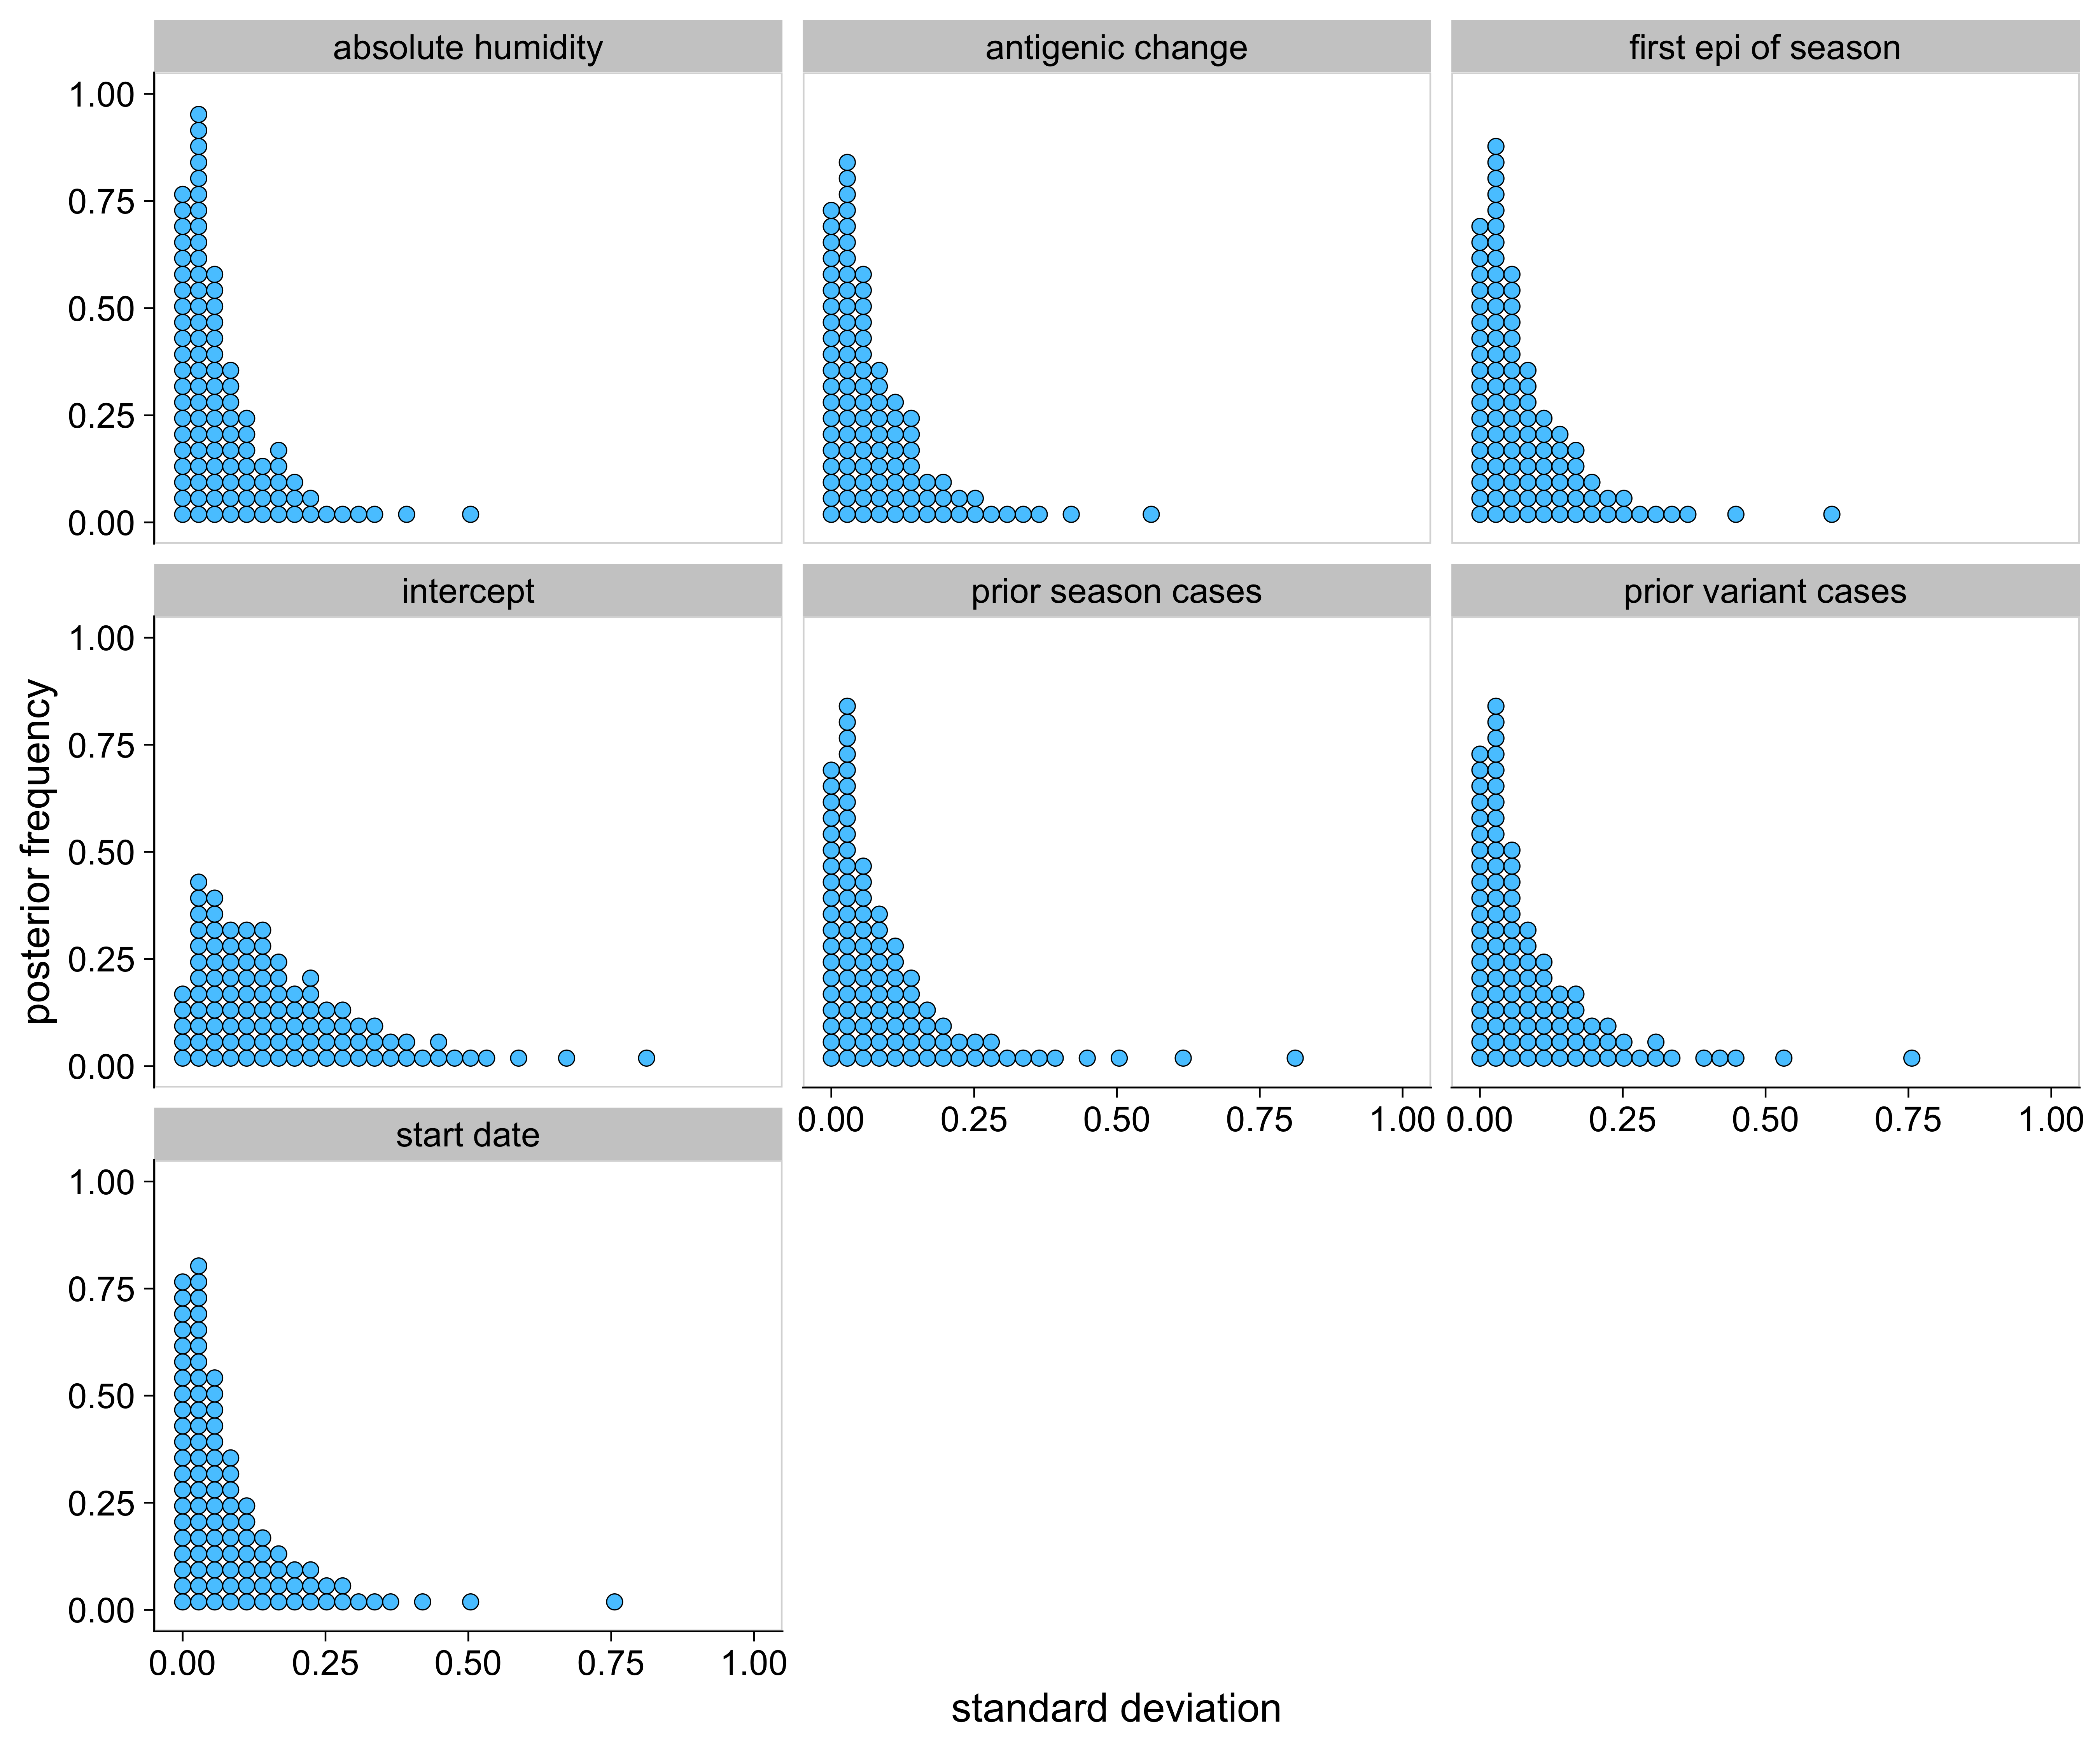 absolute humidity
antigenic change
first epi of season
1.00
0.75
0.50
0.25
0.00
intercept
prior season cases
prior variant cases
1.00
0.75
0.50
0.25
0.00
posterior frequency
0.00 0.25 0.50 0.75 1.00
0.00 0.25 0.50 0.75 1.00
start date
1.00
0.75
0.50
0.25
0.00
0.00 0.25 0.50 0.75 1.00
standard deviation